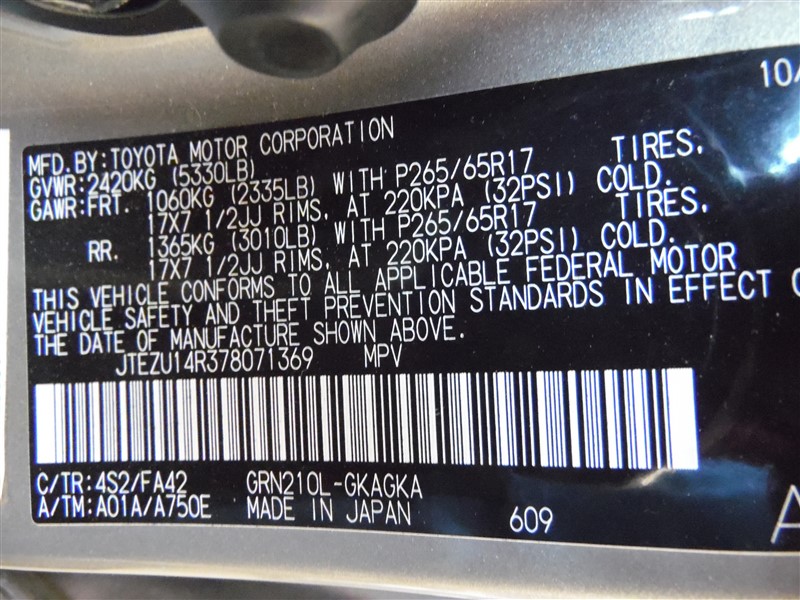 10/
MFD.BY:TOYOTA MOTOR CORPORATION
GVWR:2420KG (5330LB)
GAWR:FRT. 1060KG (2335LB) WITH P265/65R17 TIRES,
17X7 1/2JJ RIMS, AT 220KPA (32PSI) COLD.
RR. 1365KG (3010LB) WITH P265/65R17 TIRES,
17X7 1/2JJ RIMS, AT 220KPA (32PSI) COLD.
THIS VEHICLE CONFORMS TO ALL APPLICABLE FEDERAL MOTOR
VEHICLE SAFETY AND THEFT PREVENTION STANDARDS IN EFFECT O
THE DATE OF MANUFACTURE SHOWN ABOVE.
JTEZU14R378071369 MPV
C/TR:4S2/FA42 GRN210L-GKAGKA
A/TM:A01A/A750E MADE IN JAPAN 609
A